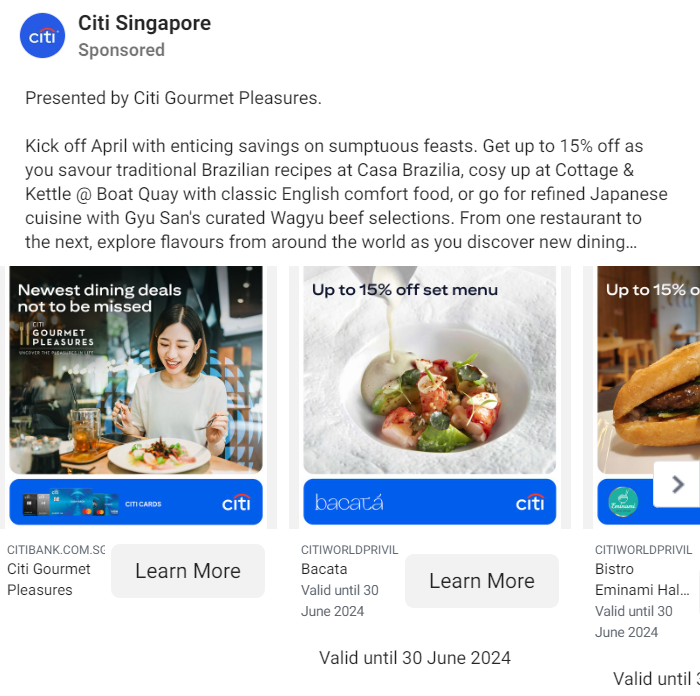 citi
Citi Singapore
Sponsored
Presented by Citi Gourmet Pleasures.
Kick off April with enticing savings on sumptuous feasts. Get up to 15% off as
you savour traditional Brazilian recipes at Casa Brazilia, cosy up at Cottage &
Kettle @ Boat Quay with classic English comfort food, or go for refined Japanese
cuisine with Gyu San's curated Wagyu beef selections. From one restaurant to
the next, explore flavours from around the world as you discover new dining...
Newest dining deals
not to be missed
CITI
GOURMET
PLEASURES
UNCOVER THE PLEASURES IN LIFE
CITI CARDS
citi
CITIBANK.COM.SG
Citi Gourmet
Pleasures
Learn More
Up to 15% off set menu
bacatá
citi
CITIWORLDPRIVIL
Bacata
Valid until 30
June 2024
Learn More
Valid until 30 June 2024
Up to 15% o
Eminami
CITIWORLDPRIVIL
Bistro
Eminami Hal...
Valid until 30
June 2024
Valid until 3